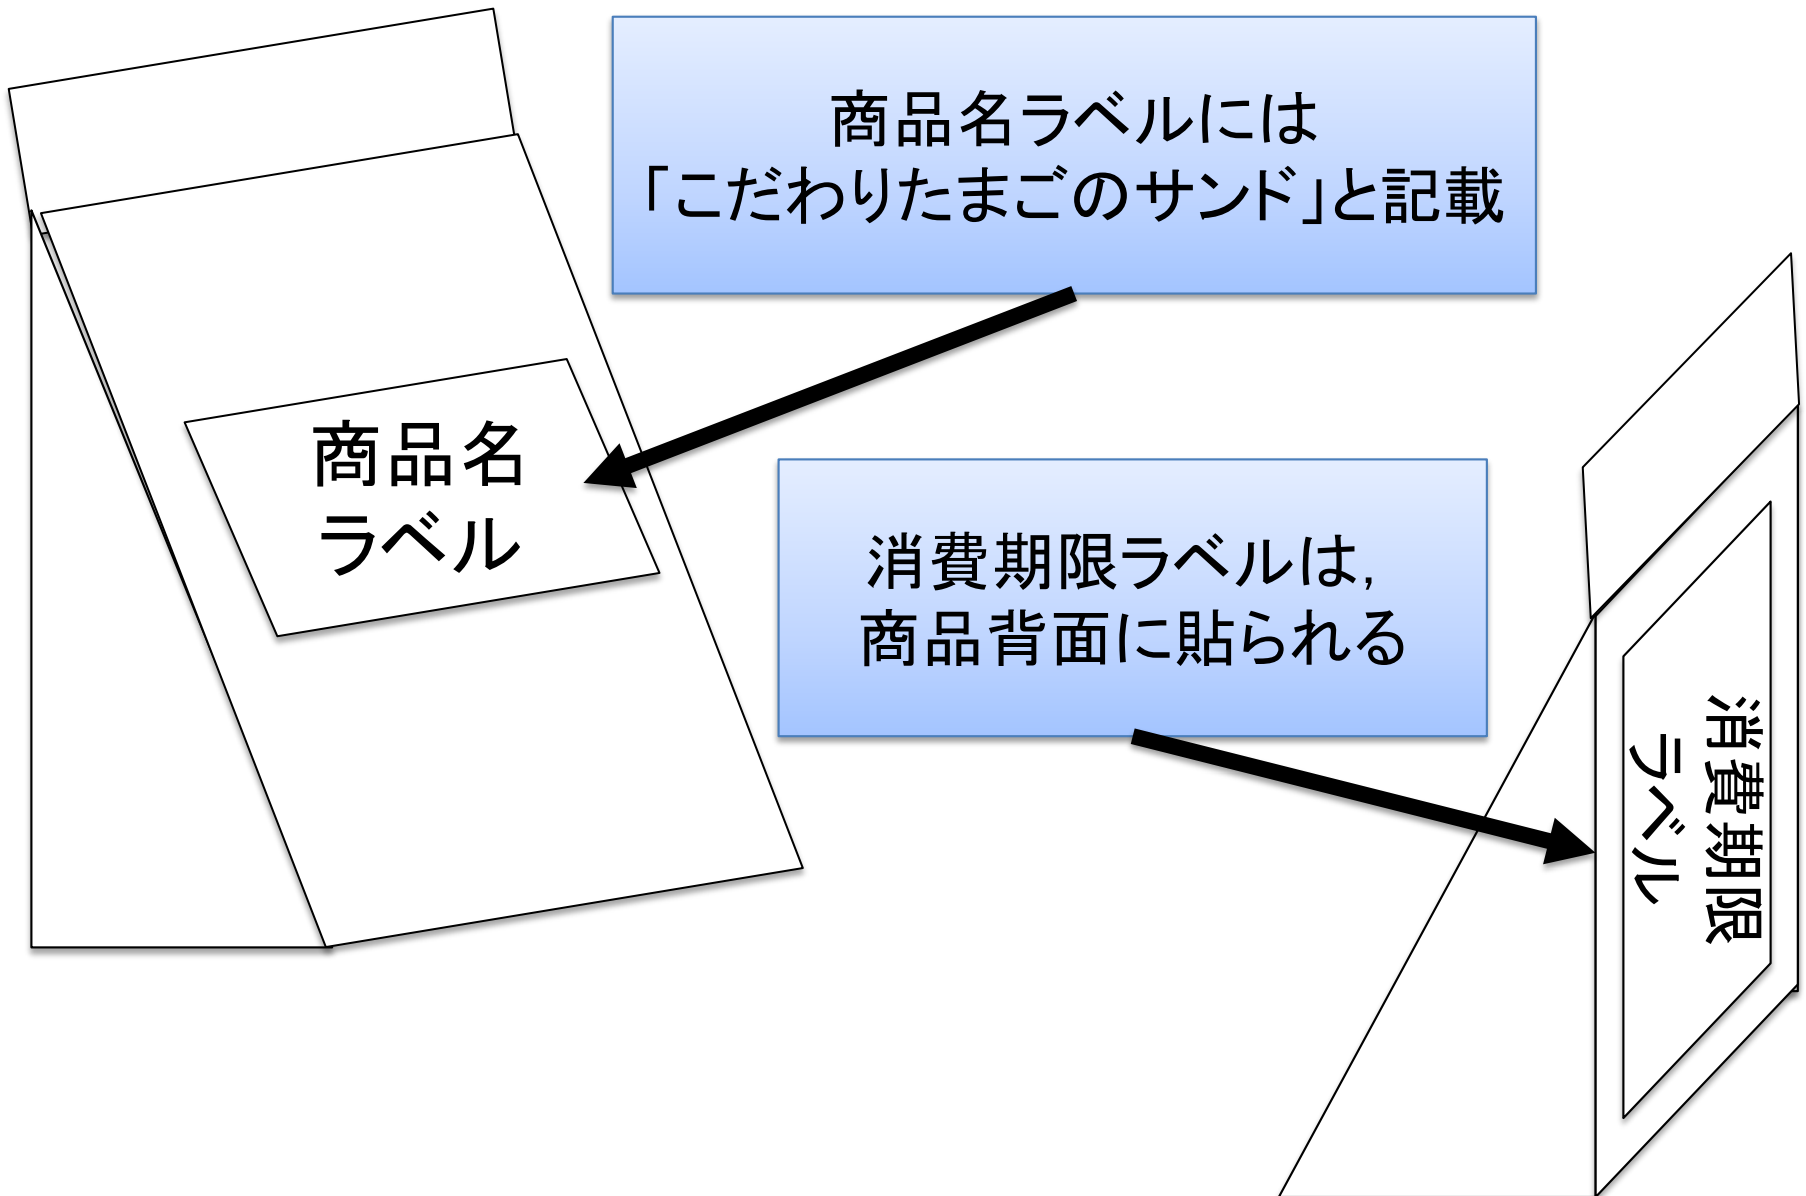 商品名ラベルには
「こだわりたまごのサンド」と記載
商品名
ラベル
消費期限ラベルは,
商品背面に貼られる
消費期限
ラベル